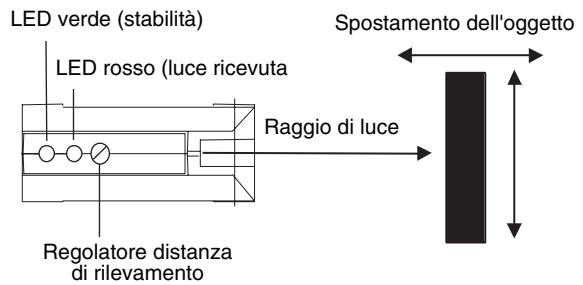 LED verde (stabilità)
Spostamento dell'oggetto
LED rosso (luce ricevuta
Raggio di luce
Regolatore distanza
di rilevamento